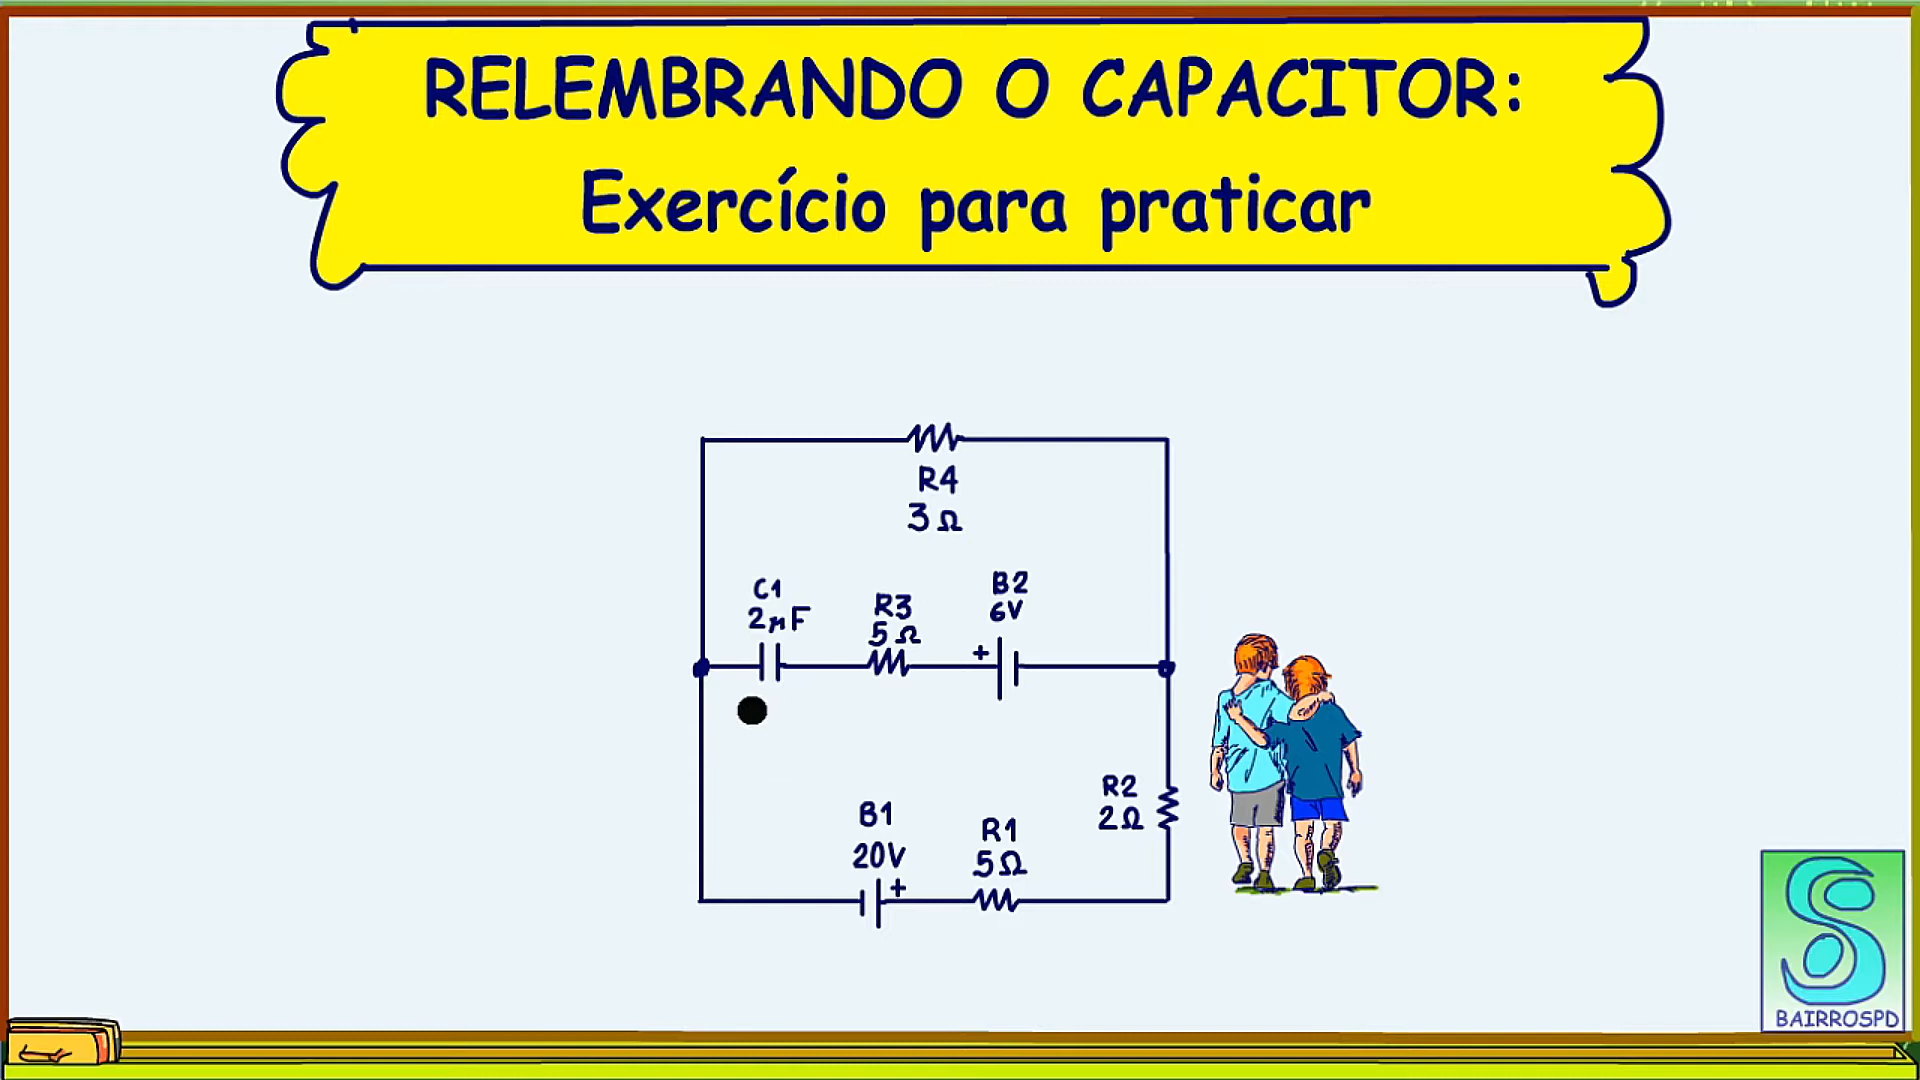 RELEMBRANDO O CAPACITOR:
Exercício para praticar
R4
3Ω
C1
2μF
R3
5Ω
B2
6V
+
R2
2Ω
B1
20V
+
R1
5Ω
BAIRROSPD